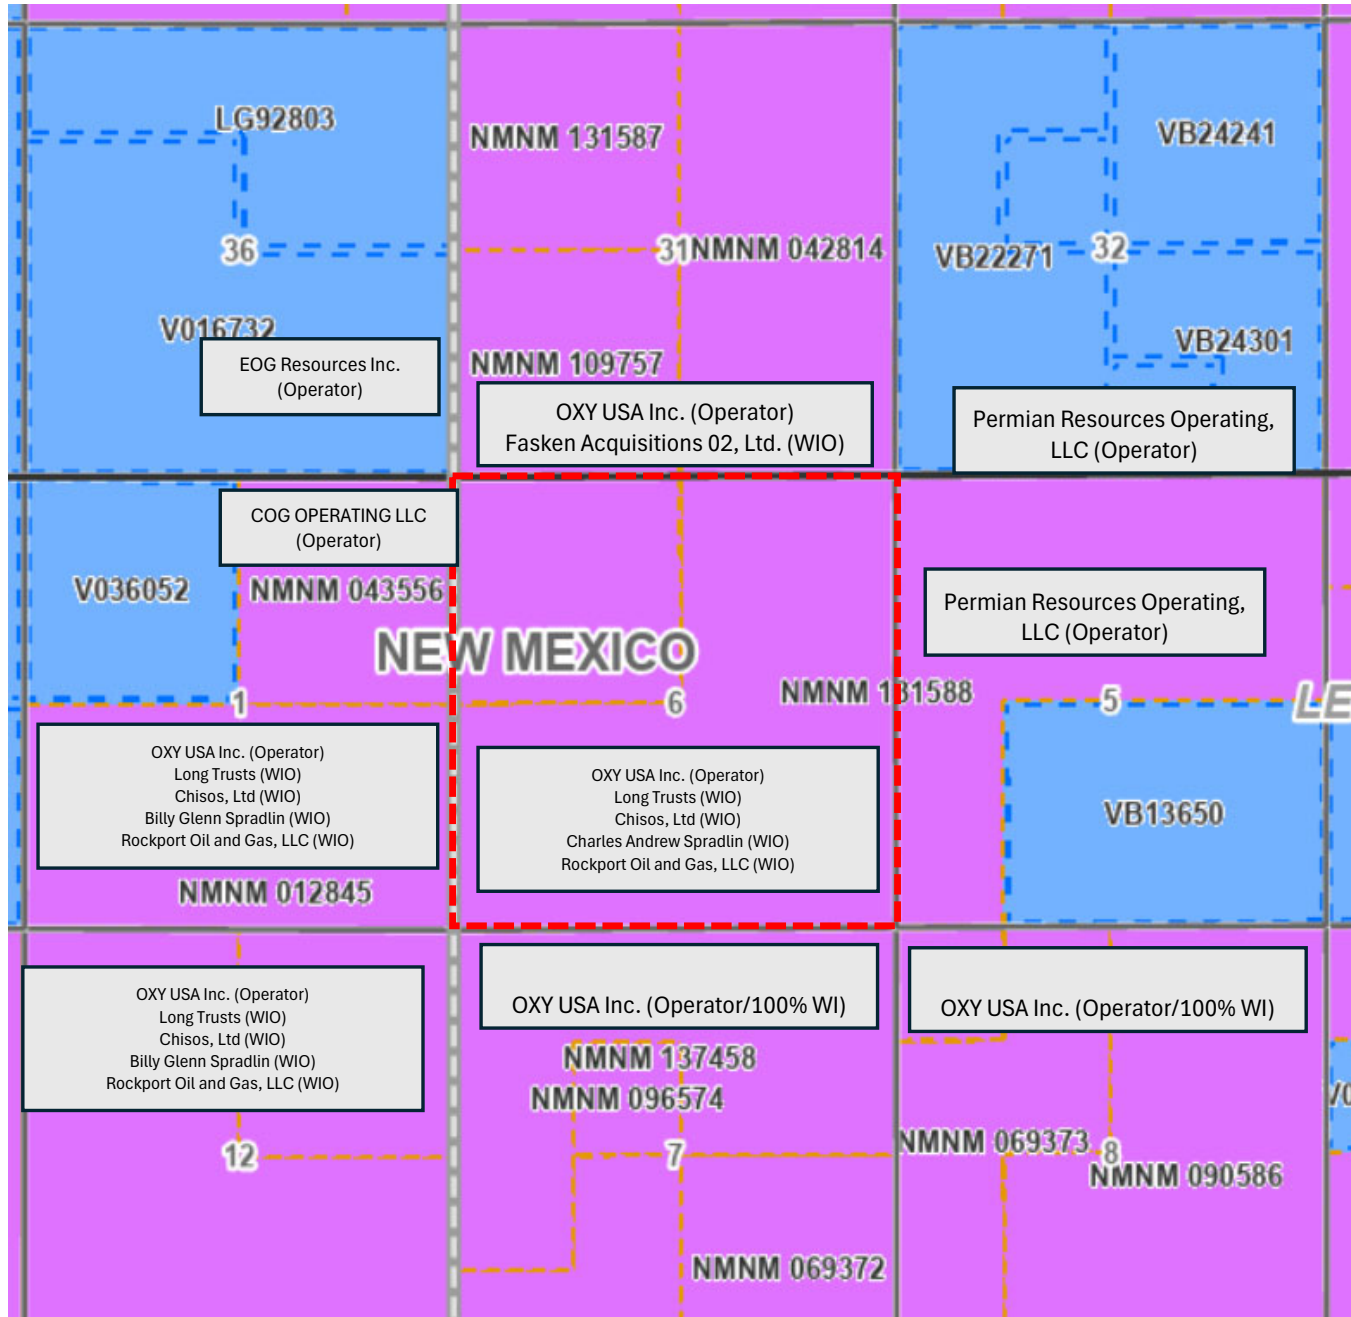 LG92803
36
V016732
EOG Resources Inc.
(Operator)
NMNM 131587
31
NMNM 042814
NMNM 109757
OXY USA Inc. (Operator)
Fasken Acquisitions 02, Ltd. (WIO)
VB24241
VB22271
32
VB24301
Permian Resources Operating,
LLC (Operator)
COG OPERATING LLC
(Operator)
V036052
NMNM 043556
NEW MEXICO
1
OXY USA Inc. (Operator)
Long Trusts (WIO)
Chisos, Ltd (WIO)
Billy Glenn Spradlin (WIO)
Rockport Oil and Gas, LLC (WIO)
NMNM 012845
6
NMNM 131588
OXY USA Inc. (Operator)
Long Trusts (WIO)
Chisos, Ltd (WIO)
Charles Andrew Spradlin (WIO)
Rockport Oil and Gas, LLC (WIO)
Permian Resources Operating,
LLC (Operator)
5
LE
VB13650
OXY USA Inc. (Operator)
Long Trusts (WIO)
Chisos, Ltd (WIO)
Billy Glenn Spradlin (WIO)
Rockport Oil and Gas, LLC (WIO)
12
OXY USA Inc. (Operator/100% WI)
NMNM 137458
NMNM 096574
7
NMNM 069372
OXY USA Inc. (Operator/100% WI)
NMNM 069373
8
NMNM 090586
V0